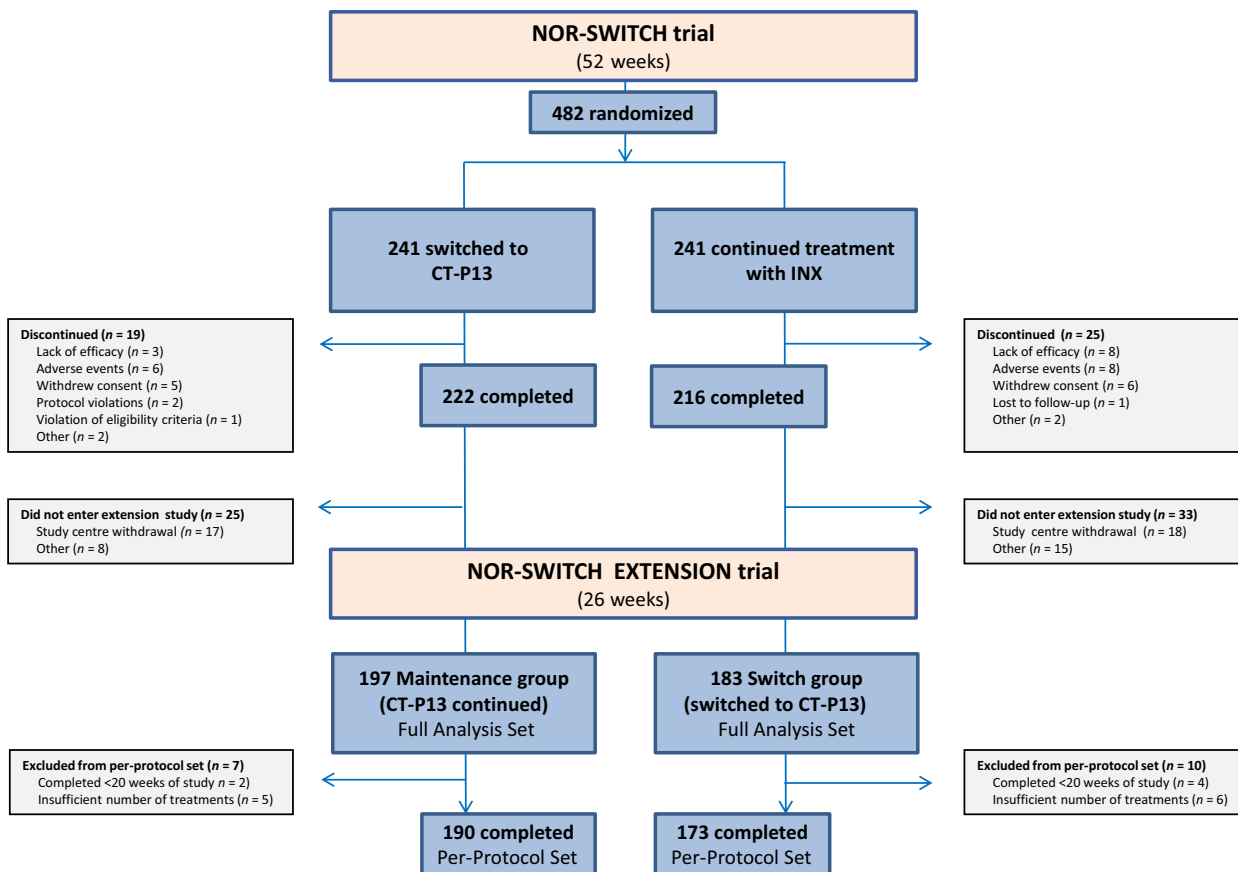 NOR-SWITCH trial
(52 weeks)
482 randomized
241 switched to
CT-P13
241 continued treatment
with INX
Discontinued (n = 19)
Lack of efficacy (n = 3)
Adverse events (n = 6)
Withdrew consent (n = 5)
Protocol violations (n = 2)
Violation of eligibility criteria (n = 1)
Other (n = 2)
Discontinued (n = 25)
Lack of efficacy (n = 8)
Adverse events (n = 8)
Withdrew consent (n = 6)
Lost to follow-up (n = 1)
Other (n = 2)
222 completed
216 completed
Did not enter extension study (n = 25)
Study centre withdrawal (n = 17)
Other (n = 8)
Did not enter extension study (n = 33)
Study centre withdrawal (n = 18)
Other (n = 15)
NOR-SWITCH EXTENSION trial
(26 weeks)
197 Maintenance group
(CT-P13 continued)
Full Analysis Set
183 Switch group
(switched to CT-P13)
Full Analysis Set
Excluded from per-protocol set (n = 7)
Completed <20 weeks of study n = 2)
Insufficient number of treatments (n = 5)
Excluded from per-protocol set (n = 10)
Completed <20 weeks of study (n = 4)
Insufficient number of treatments (n = 6)
190 completed
Per-Protocol Set
173 completed
Per-Protocol Set